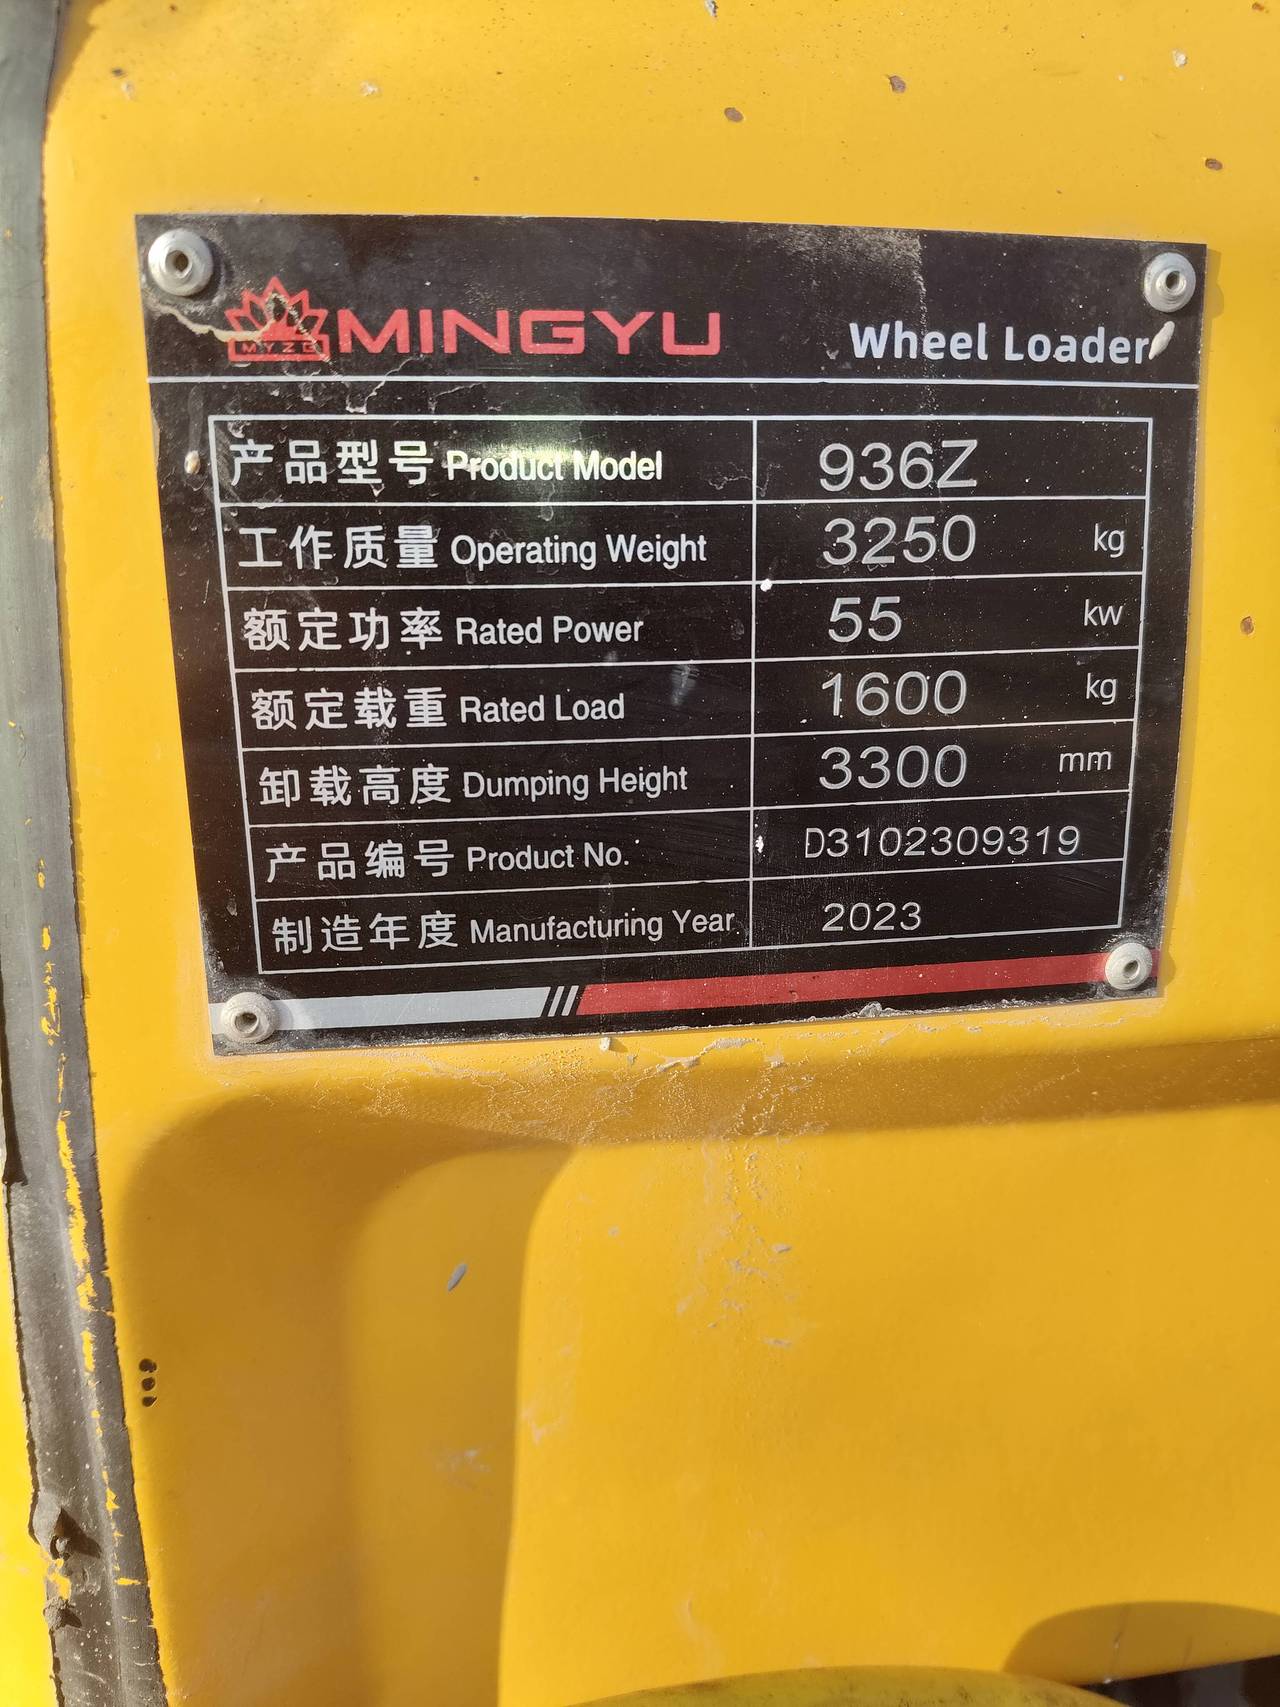 MYZG MINGYU Wheel Loader
产品型号 Product Model 936Z
工作质量 Operating Weight 3250 kg
额定功率 Rated Power 55 kw
额定载重 Rated Load 1600 kg
卸载高度 Dumping Height 3300 mm
产品编号 Product No. D3102309319
制造年度 Manufacturing Year 2023